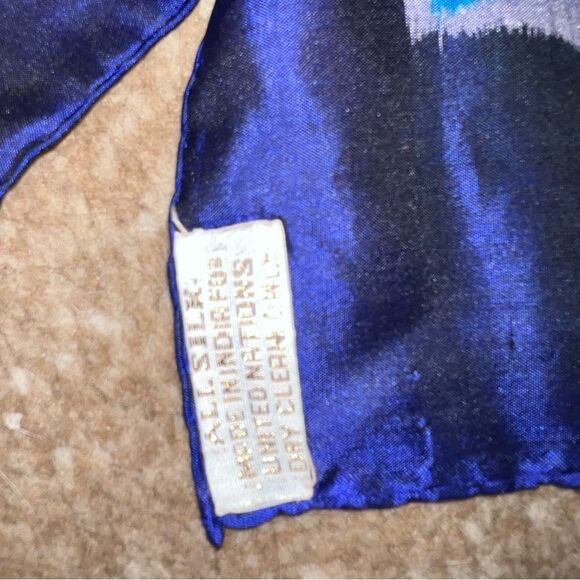 ALL SILK.
MADE IN INDIA FOR
UNITED NATIONS
DRY CLEAN ONLY